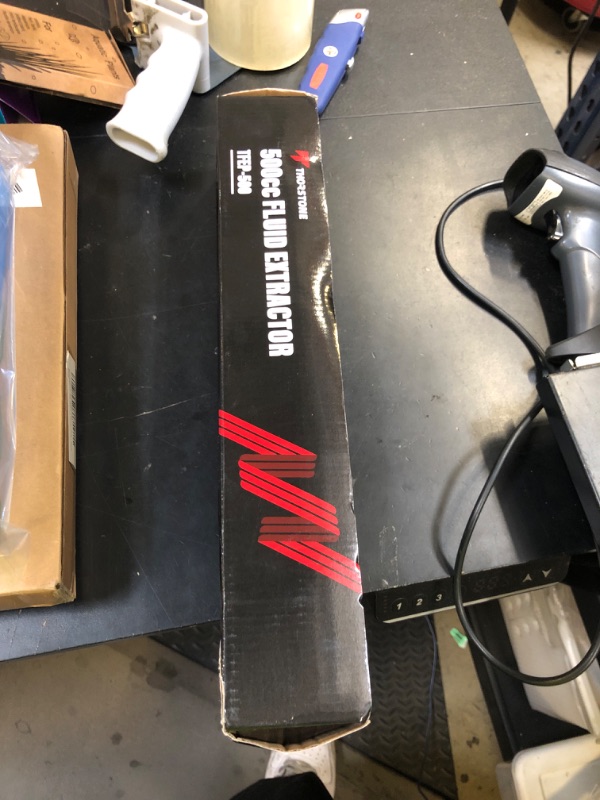 THORSTONE
500cc FLUID EXTRACTOR
TFEP-500
1 2 3